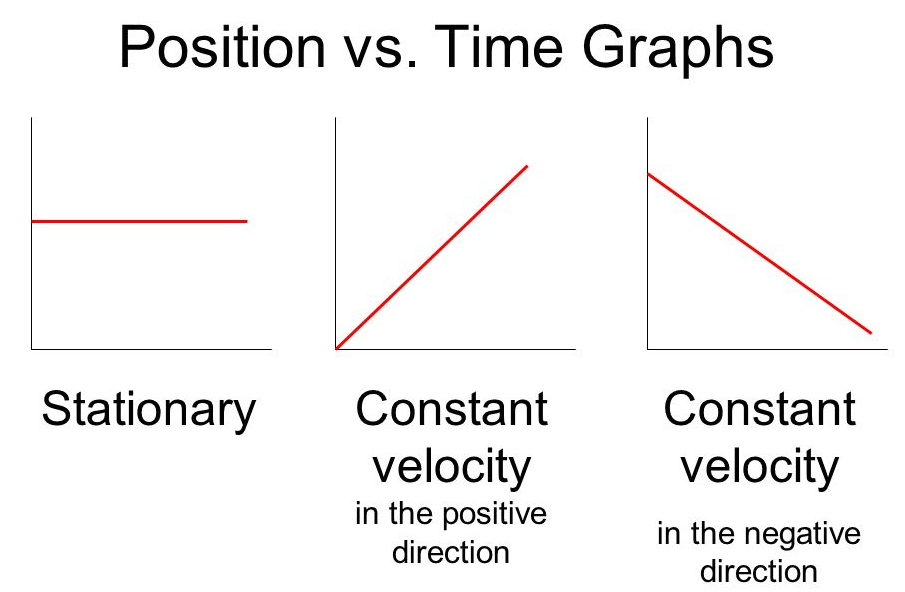 Position vs. Time Graphs
Stationary
Constant
velocity
in the positive
direction
Constant
velocity
in the negative
direction